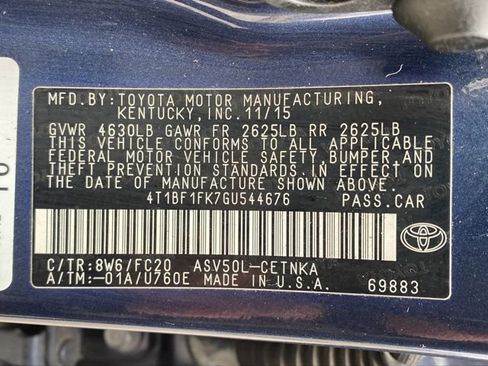 MFD.BY:TOYOTA MOTOR MANUFACTURING,
KENTUCKY,INC.11/15
GVWR 4630LB GAWR FR 2625LB RR 2625LB
THIS VEHICLE CONFORMS TO ALL APPLICABLE
FEDERAL MOTOR VEHICLE SAFETY, BUMPER, AND
THEFT PREVENTION STANDARDS IN EFFECT ON
THE DATE OF MANUFACTURE SHOWN ABOVE.
4T1BF1FK7GU544676 PASS.CAR
C/TR:8W6/FC20 ASV50L-CETNKA
A/TM:-01A/U760E MADE IN U.S.A. 69883